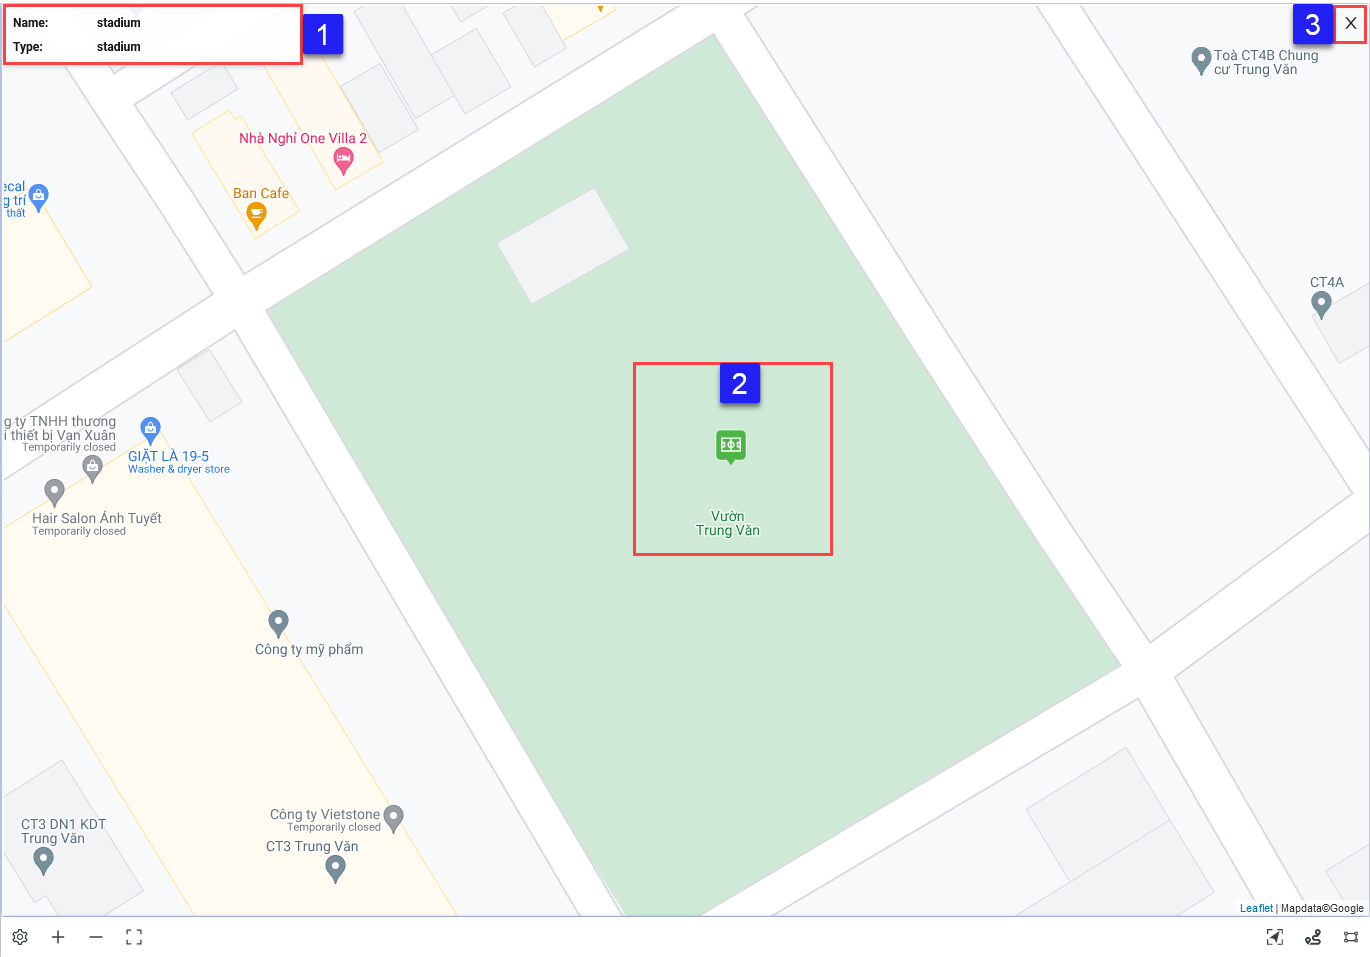 Name: stadium
Type: stadium
1
3
X
Toà CT4B Chung
cư Trung Văn
Nhà Nghỉ One Villa 2
ecal
g trí
thất
Ban Cafe
CT4A
2
g ty TNHH thương
i thiết bị Vạn Xuân
Temporarily closed
GIẶT LÀ 19-5
Washer & dryer store
Hair Salon Ánh Tuyết
Temporarily closed
Vườn
Trung Văn
Công ty mỹ phẩm
Công ty Vietstone
Temporarily closed
CT3 DN1 KDT
Trung Văn
CT3 Trung Văn
Leaflet | Mapdata©Google